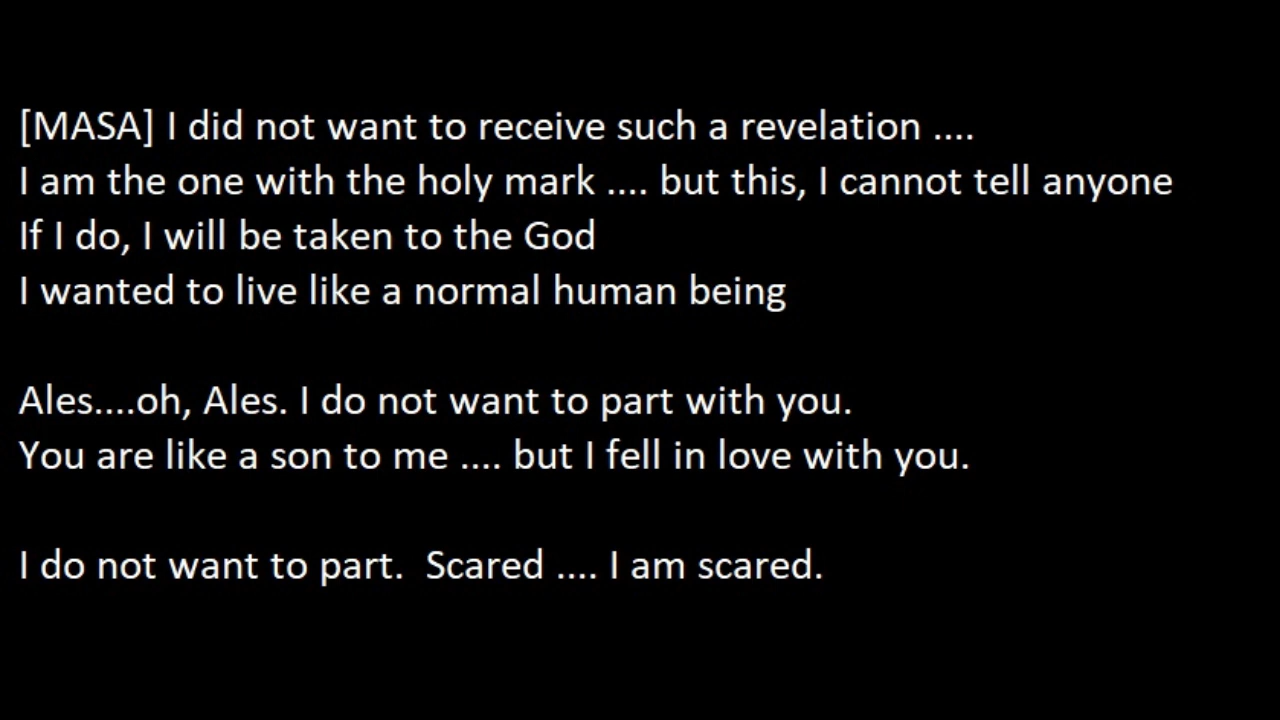 [MASA] I did not want to receive such a revelation ....
I am the one with the holy mark .... but this, I cannot tell anyone
If I do, I will be taken to the God
I wanted to live like a normal human being
Ales....oh, Ales. I do not want to part with you.
You are like a son to me .... but I fell in love with you.
I do not want to part.  Scared .... I am scared.